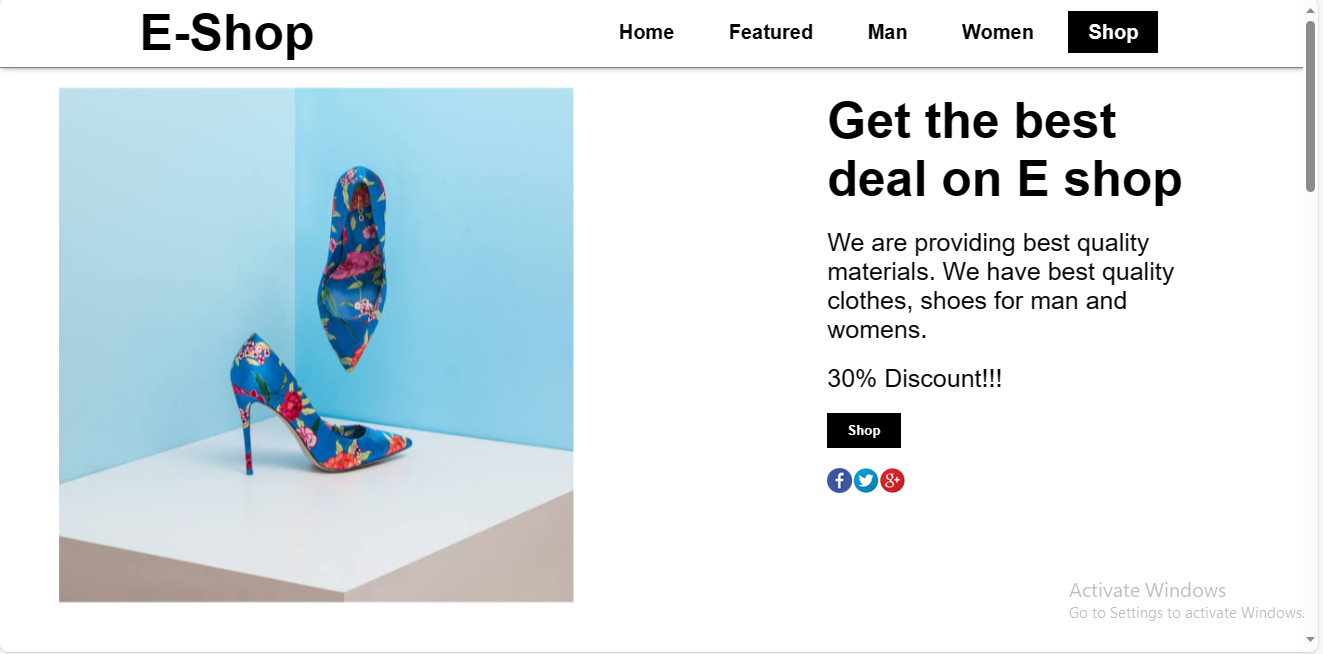 E-Shop
Home Featured Man Women Shop
Get the best
deal on E shop
We are providing best quality
materials. We have best quality
clothes, shoes for man and
womens.
30% Discount!!!
Shop
Activate Windows
Go to Settings to activate Windows.